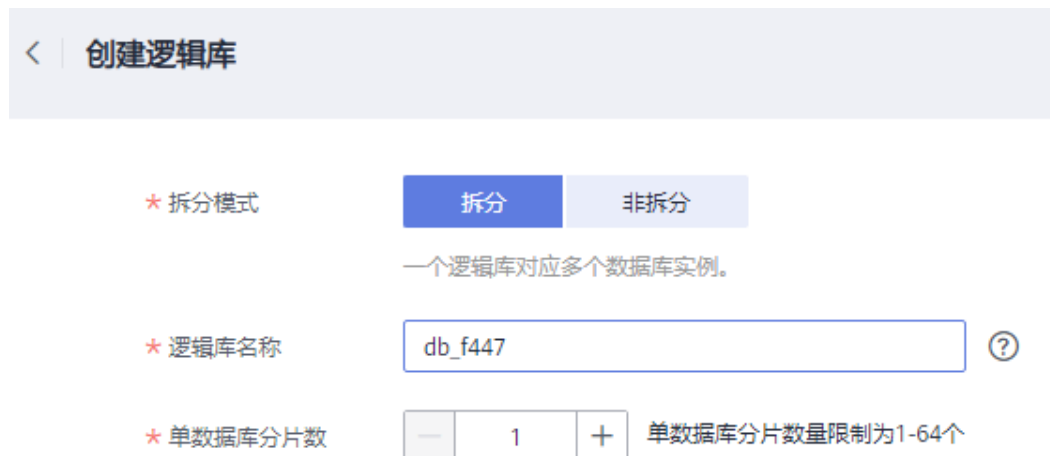 创建逻辑库
* 拆分模式 拆分 非拆分
一个逻辑库对应多个数据库实例。
* 逻辑库名称 db_f447 ?
* 单数据库分片数 － 1 ＋ 单数据库分片数量限制为1-64个